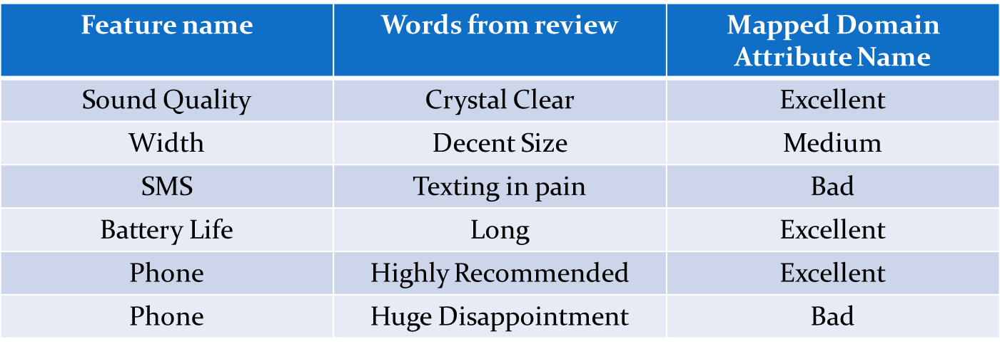 Feature name Words from review Mapped Domain
Attribute Name
Sound Quality Crystal Clear Excellent
Width Decent Size Medium
SMS Texting in pain Bad
Battery Life Long Excellent
Phone Highly Recommended Excellent
Phone Huge Disappointment Bad